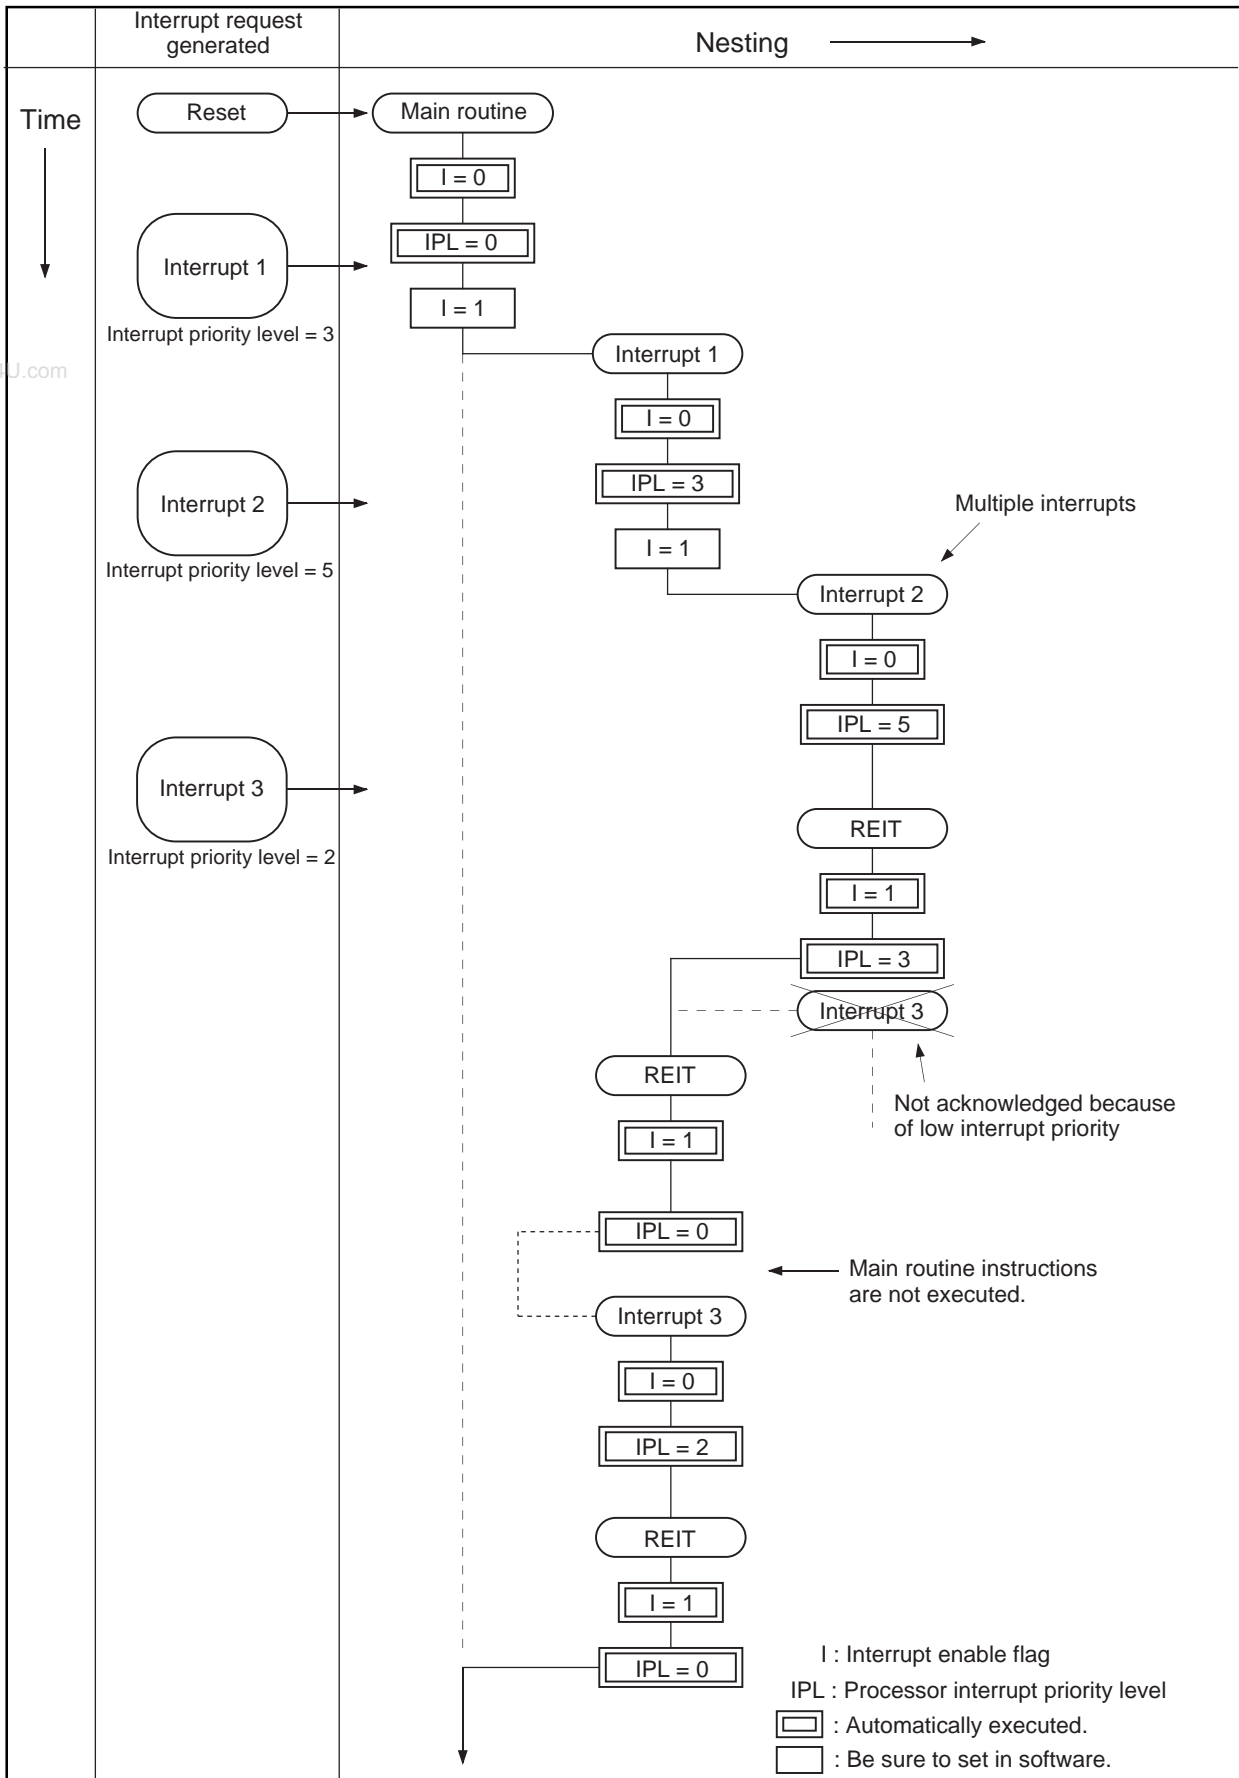 Interrupt request
generated
Nesting
Time
Reset
Main routine
I = 0
IPL = 0
Interrupt 1
I = 1
Interrupt priority level = 3
Interrupt 1
U.com
I = 0
IPL = 3
Interrupt 2
Multiple interrupts
I = 1
Interrupt priority level = 5
Interrupt 2
I = 0
IPL = 5
Interrupt 3
REIT
Interrupt priority level = 2
I = 1
IPL = 3
Interrupt 3
REIT
Not acknowledged because
of low interrupt priority
I = 1
IPL = 0
Main routine instructions
are not executed.
Interrupt 3
I = 0
IPL = 2
REIT
I = 1
IPL = 0
I : Interrupt enable flag
IPL : Processor interrupt priority level
: Automatically executed.
: Be sure to set in software.